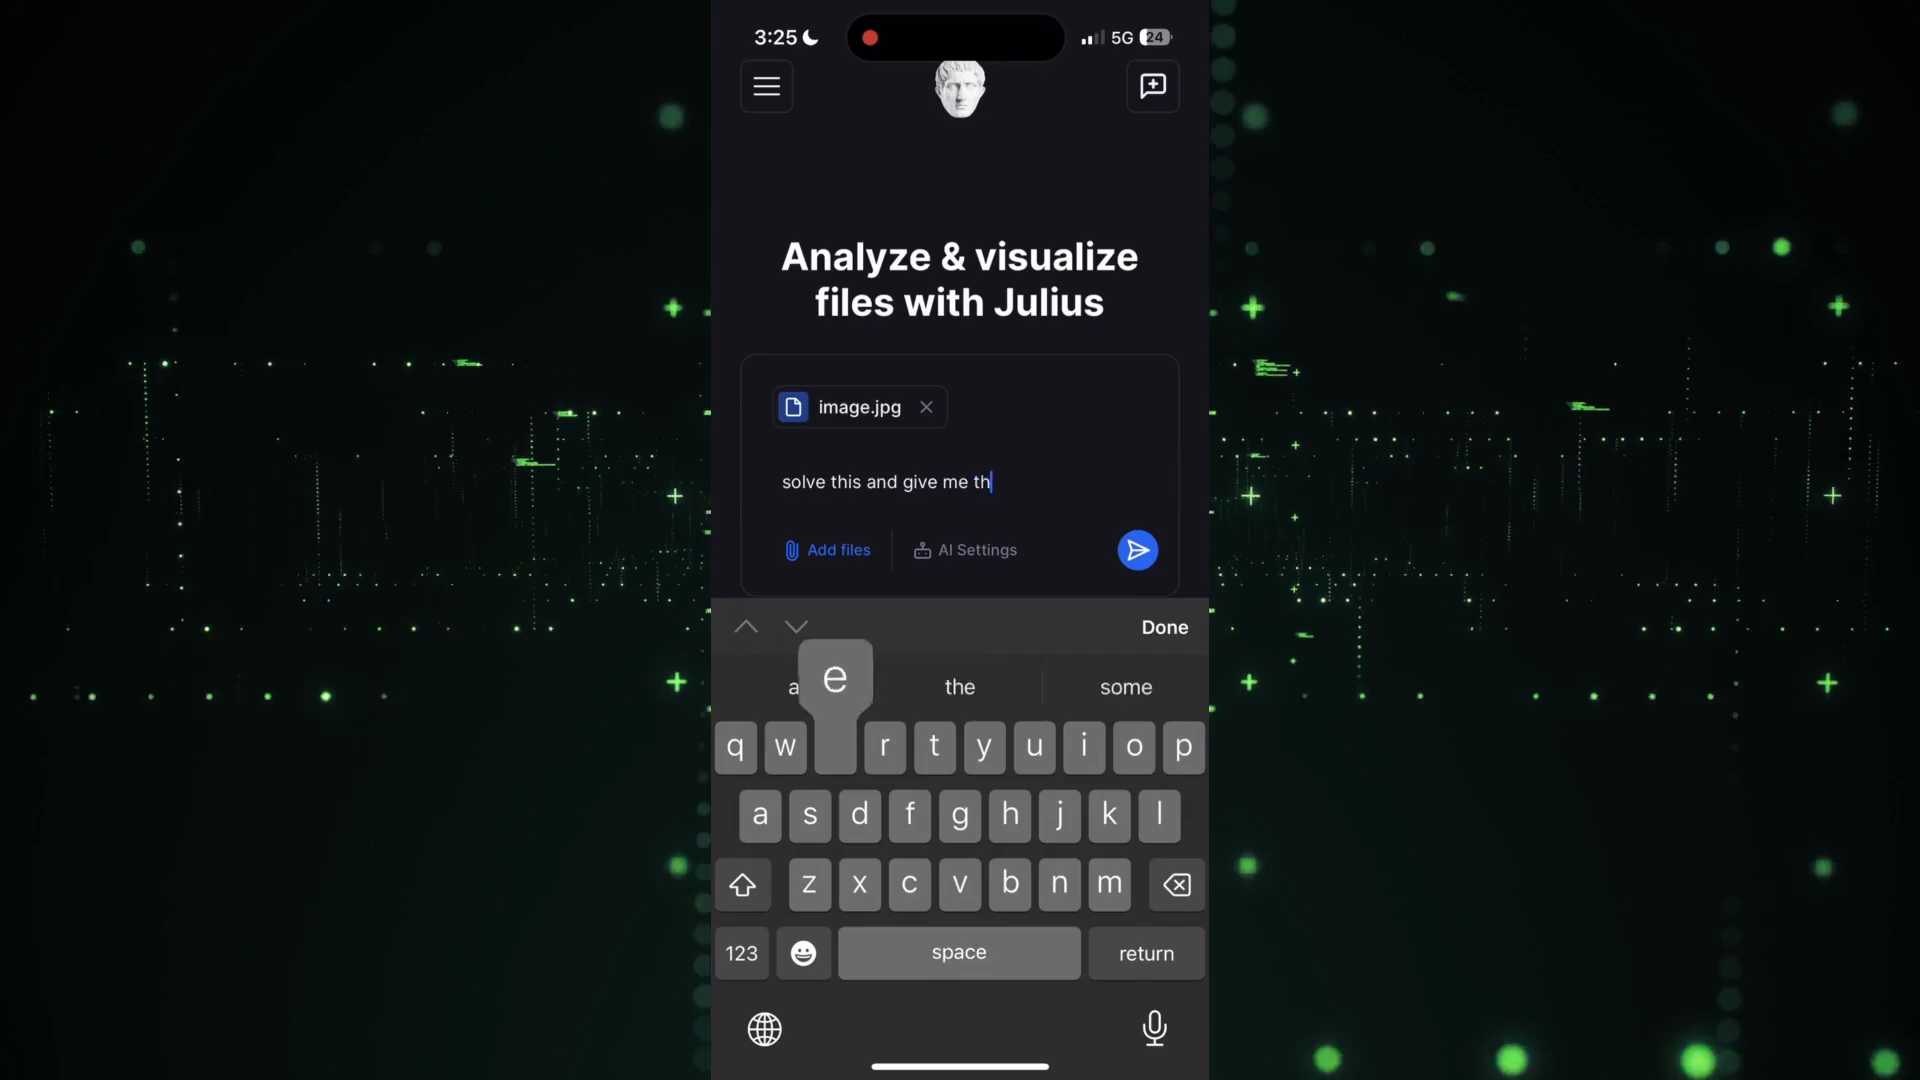 3:25
5G 24
Analyze & visualize
files with Julius
image.jpg
solve this and give me th
Add files
AI Settings
Done
a
e
the
some
q w r t y u i o p
a s d f g h j k l
z x c v b n m
123
space
return